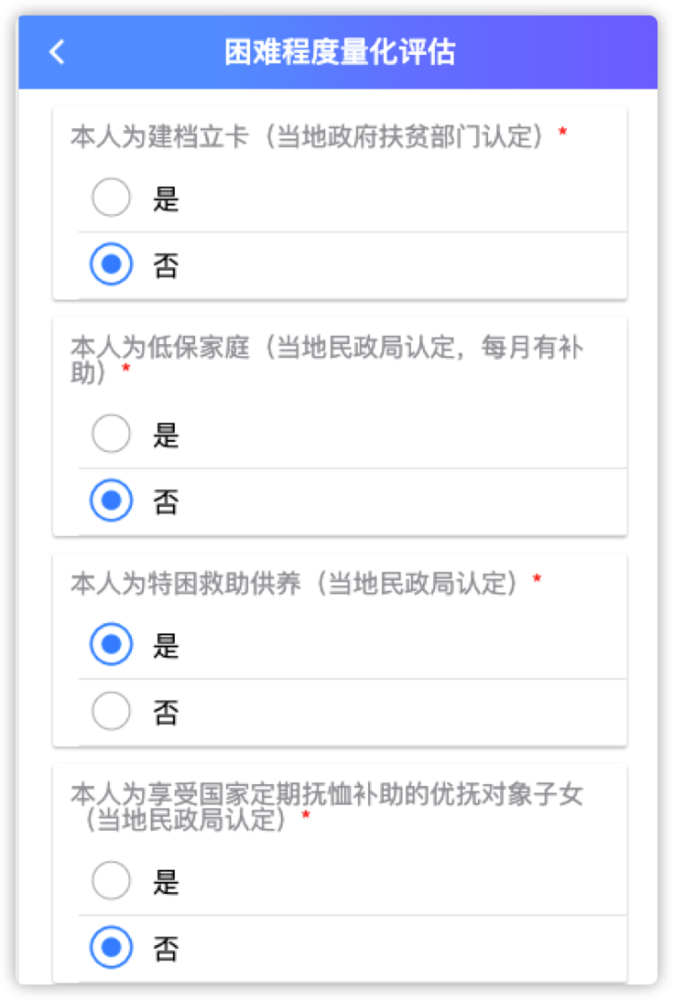 困难程度量化评估
本人为建档立卡（当地政府扶贫部门认定）*
是
否
本人为低保家庭（当地民政局认定，每月有补
助）*
是
否
本人为特困救助供养（当地民政局认定）*
是
否
本人为享受国家定期抚恤补助的优抚对象子女
（当地民政局认定）*
是
否